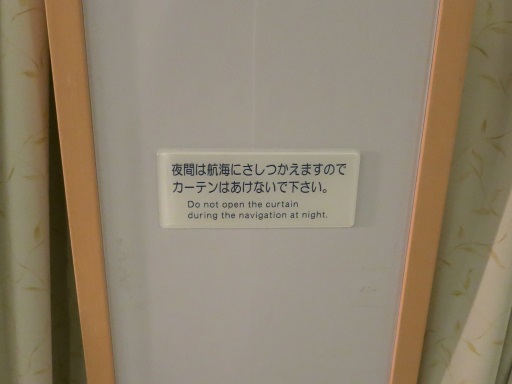 夜間は航海にさしつかえますので
カーテンはあけないで下さい。
Do not open the curtain
during the navigation at night.